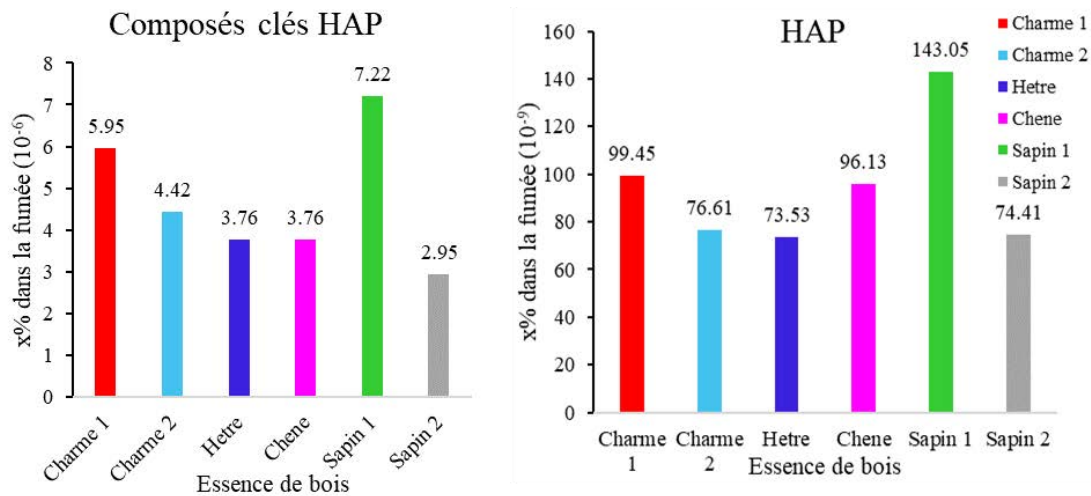 Composés clés HAP
x% dans la fumée (10⁻⁶)
8
7
6
5
4
3
2
1
0
5.95
4.42
3.76
3.76
7.22
2.95
Charme 1
Charme 2
Hetre
Chene
Sapin 1
Sapin 2
Essence de bois
HAP
x% dans la fumée (10⁻⁹)
160
140
120
100
80
60
40
20
0
99.45
76.61
73.53
96.13
143.05
74.41
Charme
1
Charme
2
Hetre
Chene
Sapin 1
Sapin 2
Essence de bois
Charme 1
Charme 2
Hetre
Chene
Sapin 1
Sapin 2